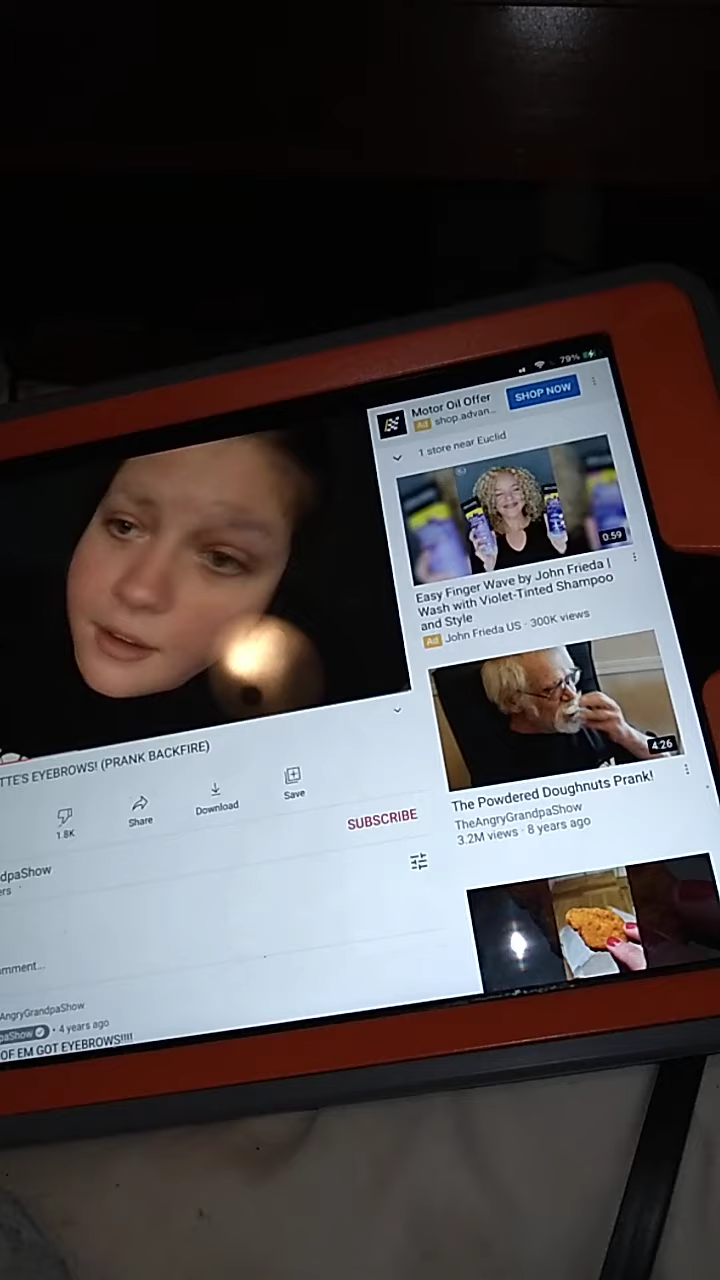 79%
Motor Oil Offer
Ad shop.advan...
SHOP NOW
1 store near Euclid
0:59
Easy Finger Wave by John Frieda |
Wash with Violet-Tinted Shampoo
and Style
Ad John Frieda US · 300K views
4:26
The Powdered Doughnuts Prank!
TheAngryGrandpaShow
3.2M views · 8 years ago
TTE'S EYEBROWS! (PRANK BACKFIRE)
1.8K
Share
Download
Save
dpaShow
ers
SUBSCRIBE
mment...
AngryGrandpaShow
paShow · 4 years ago
OF EM GOT EYEBROWS!!!!